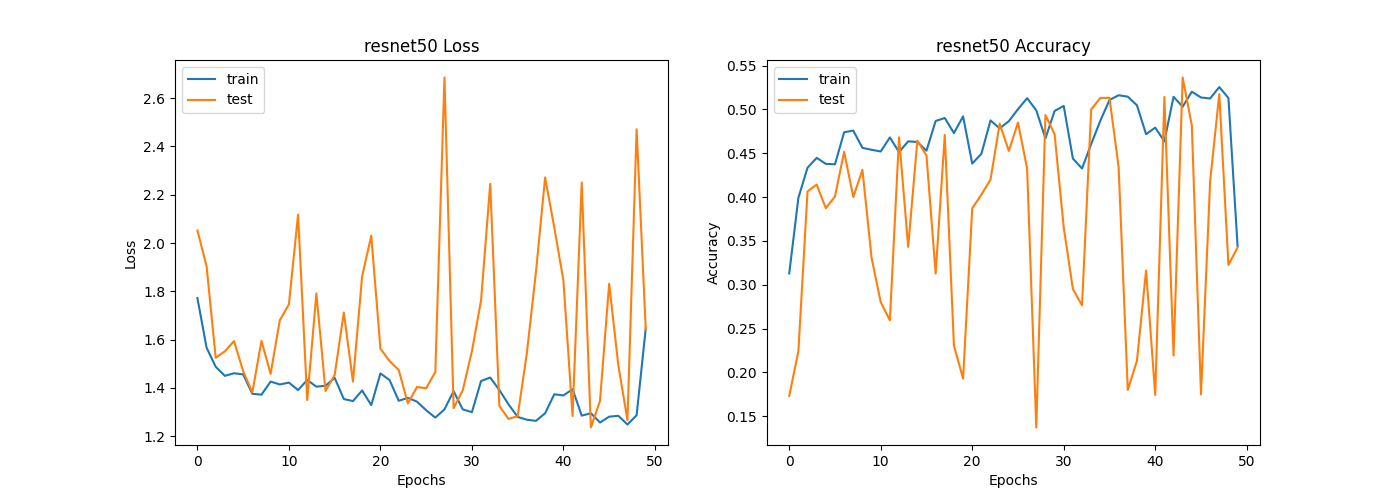 resnet50 Loss
train
test
2.6
2.4
2.2
2.0
1.8
1.6
1.4
1.2
Loss
0 10 20 30 40 50
Epochs
resnet50 Accuracy
train
test
0.55
0.50
0.45
0.40
0.35
0.30
0.25
0.20
0.15
Accuracy
0 10 20 30 40 50
Epochs